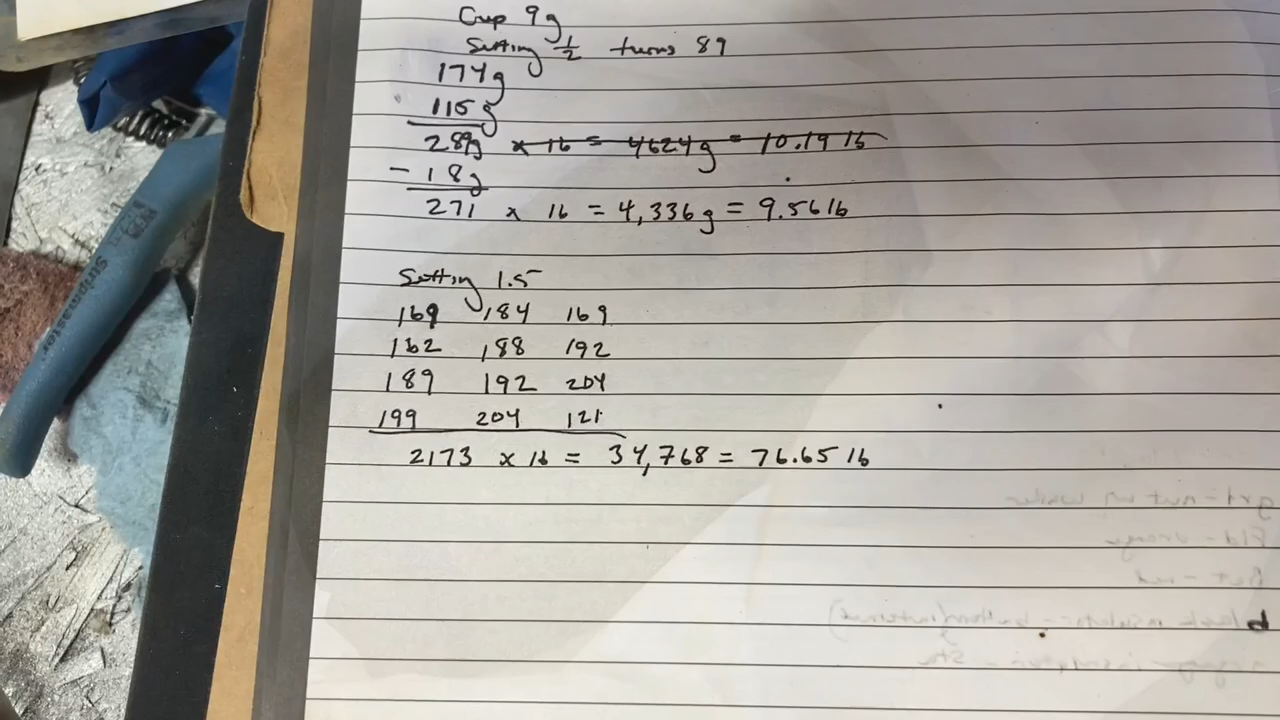 Cup 9g
Setting 1/2 turns 89
174g
115g
289g x 16 = 4624g = 10.19 lb
- 18g
271 x 16 = 4,336g = 9.56 lb
Setting 1.5
169 184 169
162 188 192
189 192 204
199 204 121
2173 x 16 = 34,768 = 76.65 lb
Stripmaster